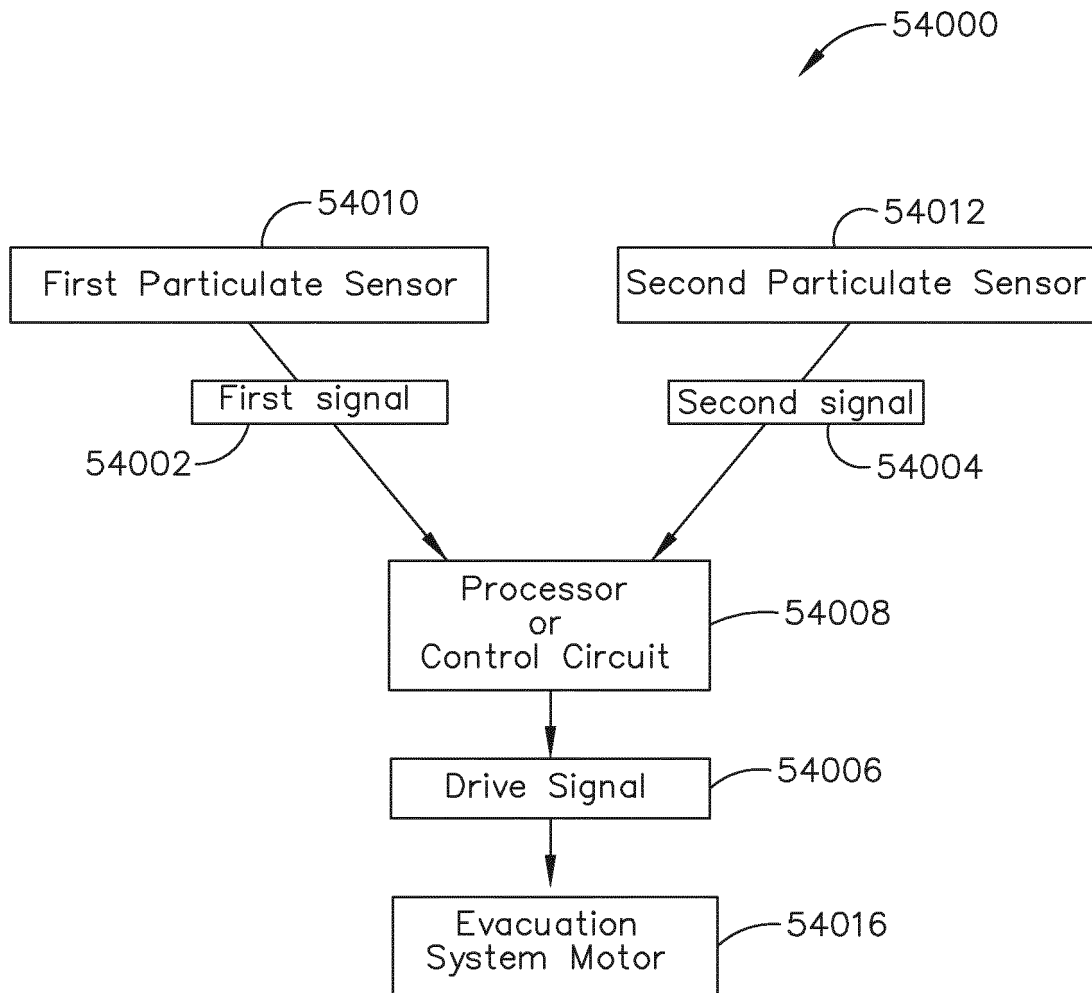 54000
54010
54012
First Particulate Sensor
Second Particulate Sensor
First signal
Second signal
54002
54004
Processor
or
Control Circuit
54008
Drive Signal
54006
Evacuation
System Motor
54016